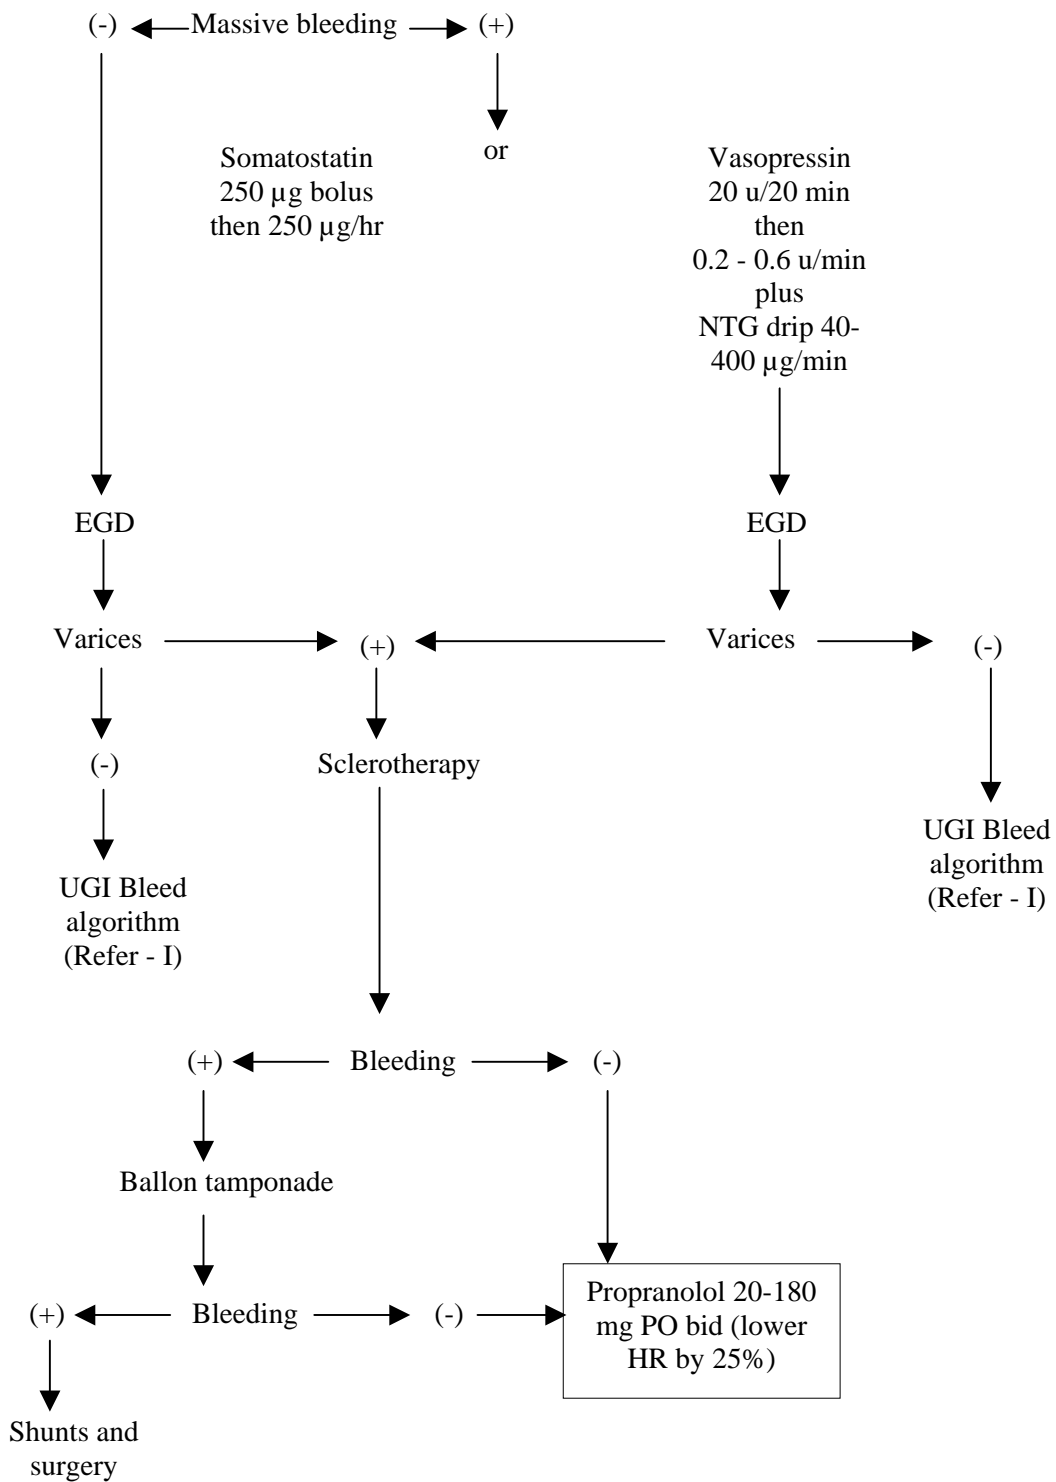 (-) Massive bleeding (+)
or
Somatostatin
250 µg bolus
then 250 µg/hr
Vasopressin
20 u/20 min
then
0.2 - 0.6 u/min
plus
NTG drip 40-
400 µg/min
EGD
EGD
Varices
(+)
Varices
(-)
(-)
Sclerotherapy
UGI Bleed
algorithm
(Refer - I)
UGI Bleed
algorithm
(Refer - I)
(+)
Bleeding
(-)
Ballon tamponade
(+)
Bleeding
(-)
Propranolol 20-180
mg PO bid (lower
HR by 25%)
Shunts and
surgery